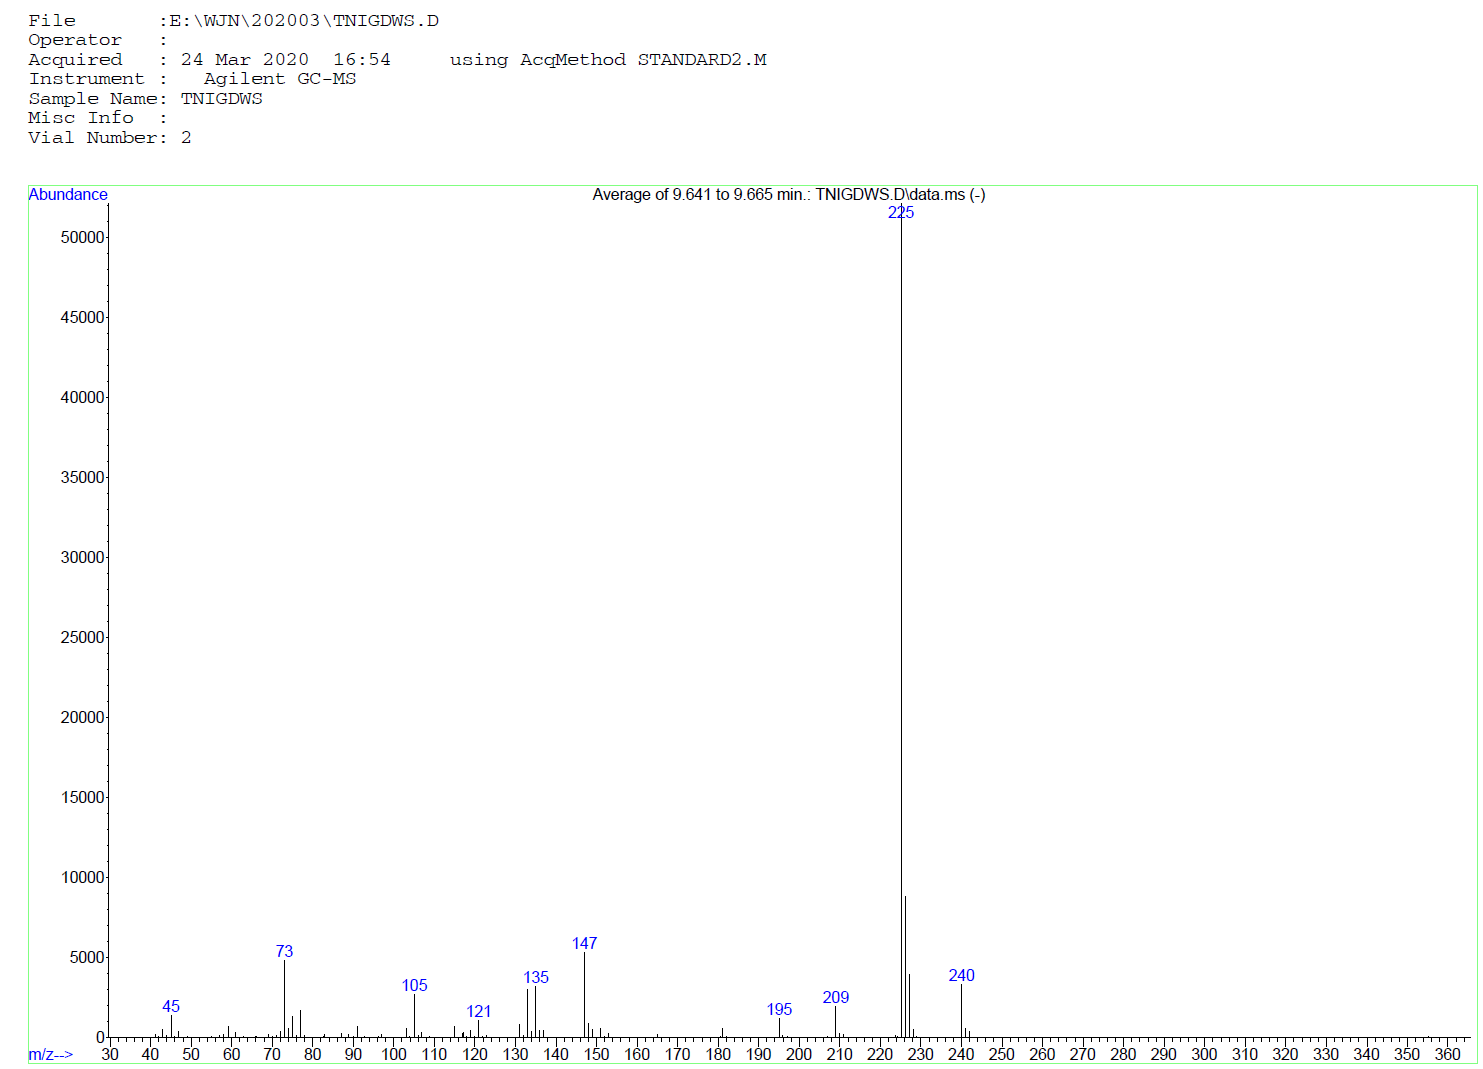 File       :E:\WJN\202003\TNIGDWS.D
Operator   :
Acquired   : 24 Mar 2020  16:54     using AcqMethod STANDARD2.M
Instrument :   Agilent GC-MS
Sample Name: TNIGDWS
Misc Info  :
Vial Number: 2
Abundance
Average of 9.641 to 9.665 min.: TNIGDWS.D\data.ms (-)
225
50000
45000
40000
35000
30000
25000
20000
15000
10000
5000
0
45
73
105
121
135
147
195
209
240
m/z-->
30 40 50 60 70 80 90 100 110 120 130 140 150 160 170 180 190 200 210 220 230 240 250 260 270 280 290 300 310 320 330 340 350 360